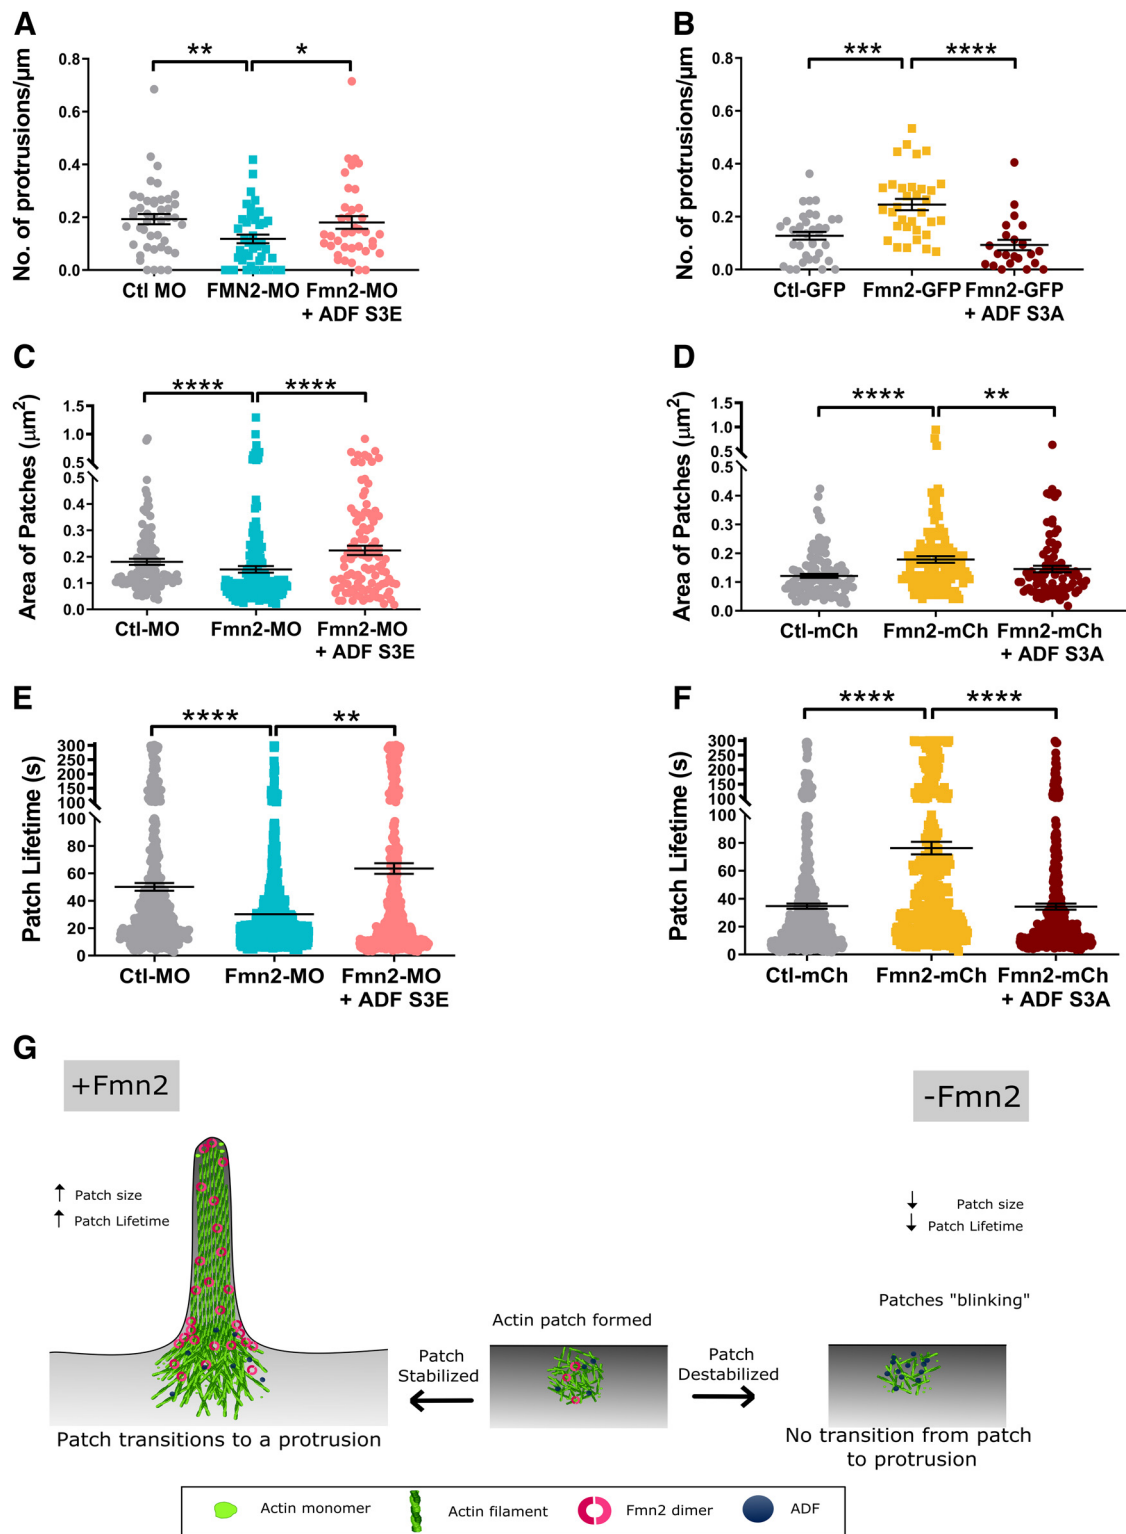 A
No. of protrusions/µm
0.8
0.6
0.4
0.2
0.0
** *
Ctl MO FMN2-MO Fmn2-MO
+ ADF S3E
B
No. of protrusions/µm
0.8
0.6
0.4
0.2
0.0
*** ****
Ctl-GFP Fmn2-GFP Fmn2-GFP
+ ADF S3A
C
Area of Patches (µm²)
1.5
1.0
0.5
0.5
0.4
0.3
0.2
0.1
0.0
**** ****
Ctl-MO Fmn2-MO Fmn2-MO
+ ADF S3E
D
Area of Patches (µm²)
1.5
1.0
0.5
0.5
0.4
0.3
0.2
0.1
0.0
**** **
Ctl-mCh Fmn2-mCh Fmn2-mCh
+ ADF S3A
E
Patch Lifetime (s)
300
250
200
150
100
100
80
60
40
20
0
**** **
Ctl-MO Fmn2-MO Fmn2-MO
+ ADF S3E
F
Patch Lifetime (s)
300
250
200
150
100
100
80
60
40
20
0
**** ****
Ctl-mCh Fmn2-mCh Fmn2-mCh
+ ADF S3A
G
+Fmn2
↑ Patch size
↑ Patch Lifetime
Patch transitions to a protrusion
Patch
Stabilized
Actin patch formed
Patch
Destabilized
-Fmn2
↓ Patch size
↓ Patch Lifetime
Patches "blinking"
No transition from patch
to protrusion
Actin monomer Actin filament Fmn2 dimer ADF